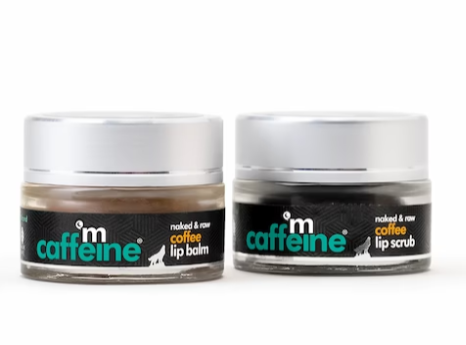 m
caffeine®
naked & raw
coffee
lip balm
m
caffeine®
naked & raw
coffee
lip scrub